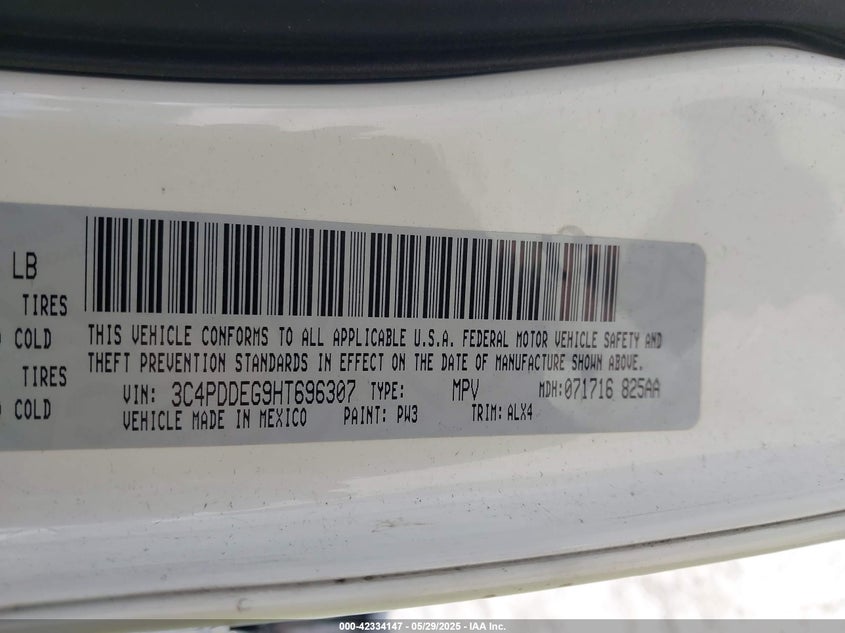 LB
TIRES
COLD
TIRES
COLD
THIS VEHICLE CONFORMS TO ALL APPLICABLE U.S.A. FEDERAL MOTOR VEHICLE SAFETY AND
THEFT PREVENTION STANDARDS IN EFFECT ON THE DATE OF MANUFACTURE SHOWN ABOVE.
VIN: 3C4PDDEG9HT696307 TYPE: MPV MDH:071716 825AA
VEHICLE MADE IN MEXICO PAINT: PW3 TRIM: ALX4
000-42334147 - 05/29/2025 - IAA Inc.